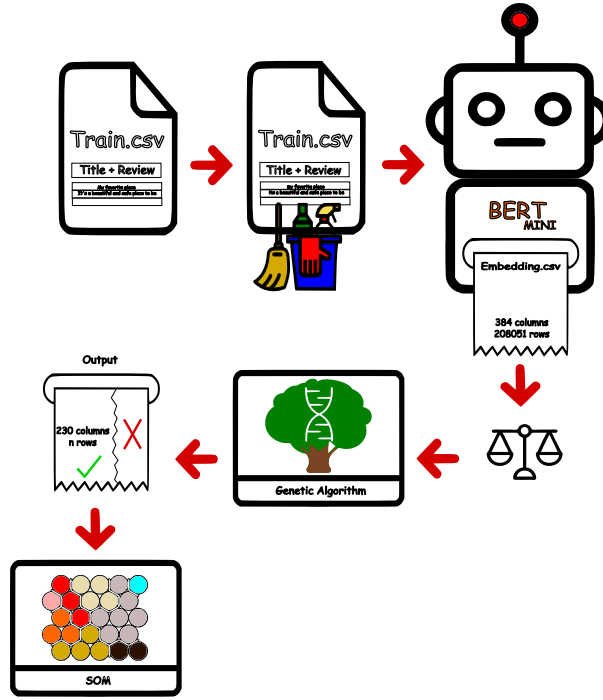 Train.csv
Title + Review
My favorite place
It's a beautiful and safe place to be
Train.csv
Title + Review
My favorite place
Its a beautiful and safe place to be
BERT
MINI
Embedding.csv
384 columns
208051 rows
Genetic Algorithm
Output
230 columns
n rows
SOM